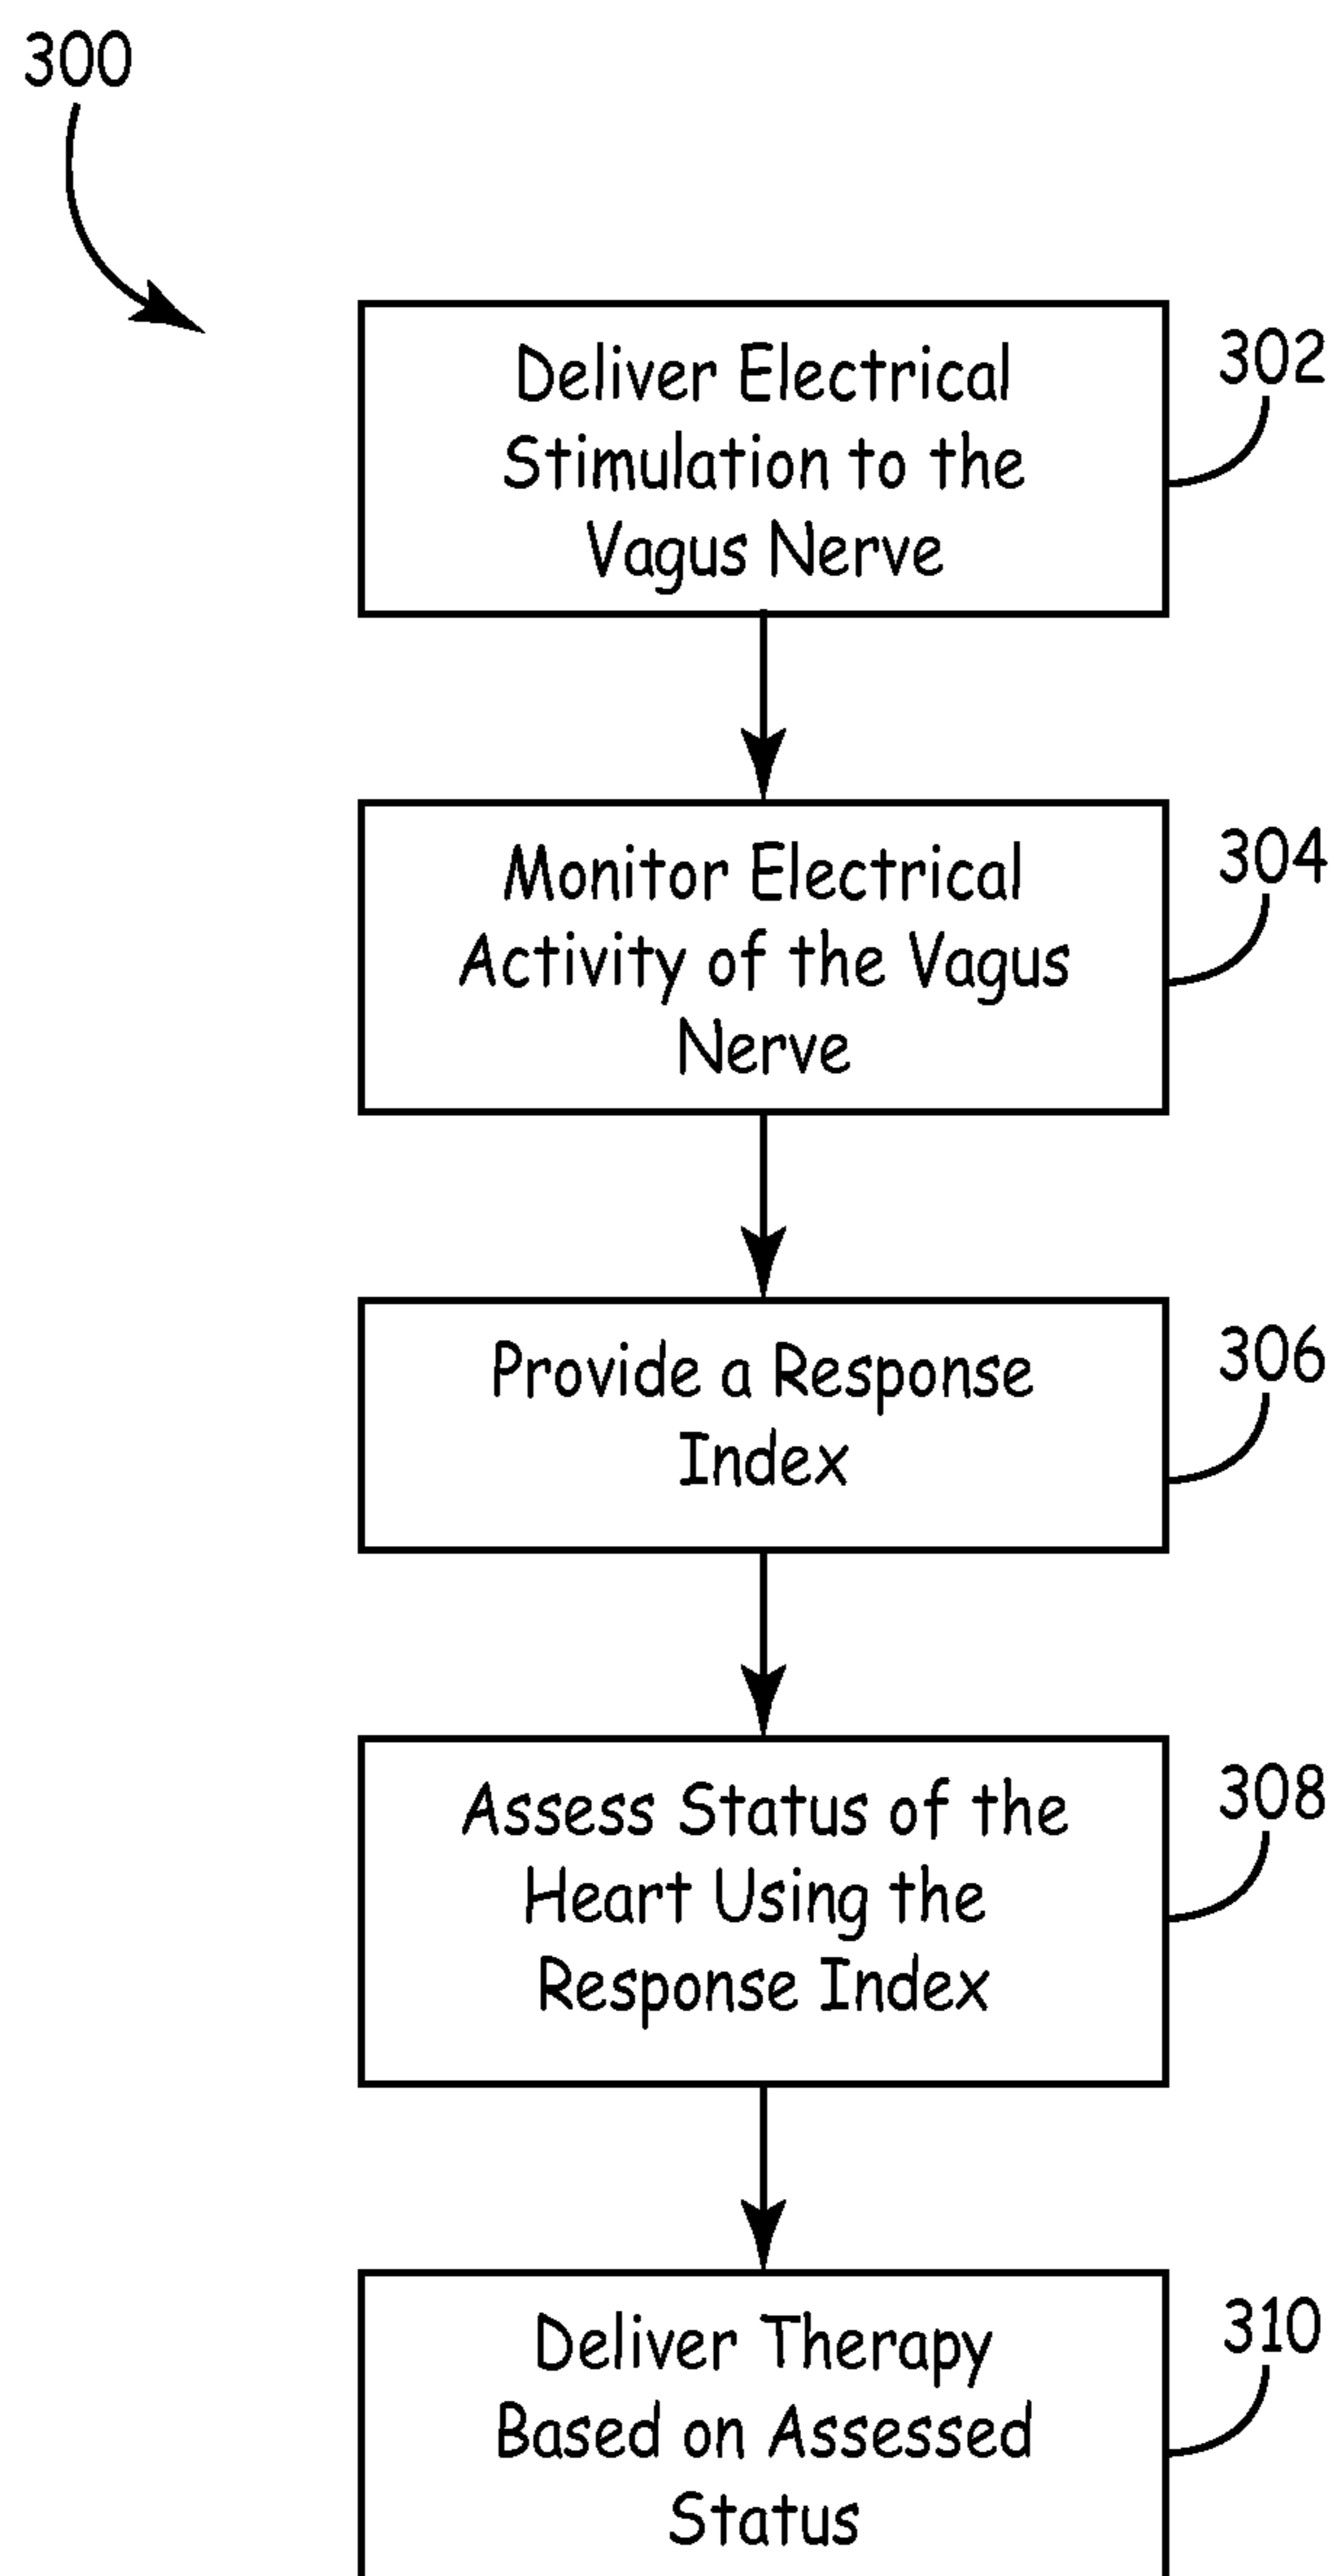 300
Deliver Electrical
Stimulation to the
Vagus Nerve
302
Monitor Electrical
Activity of the Vagus
Nerve
304
Provide a Response
Index
306
Assess Status of the
Heart Using the
Response Index
308
Deliver Therapy
Based on Assessed
Status
310